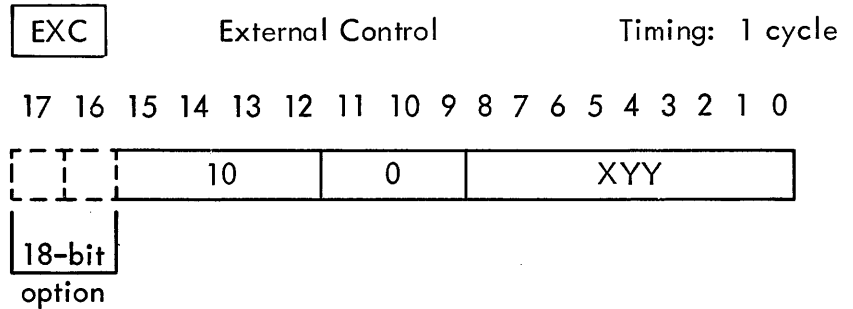 EXC External Control Timing: 1 cycle
17 16 15 14 13 12 11 10 9 8 7 6 5 4 3 2 1 0
10 0 XYY
18-bit
option